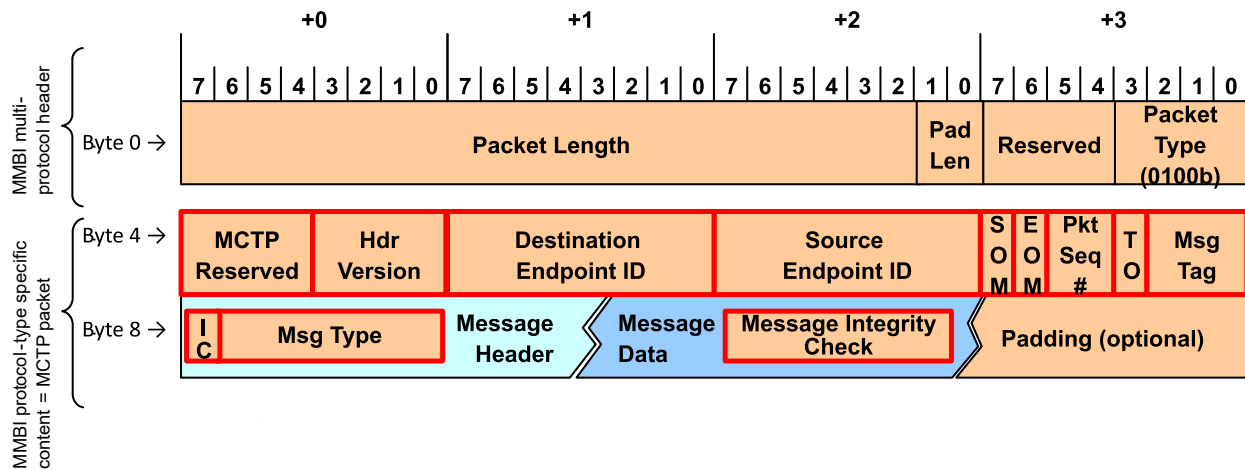 +0 +1 +2 +3
7 6 5 4 3 2 1 0 7 6 5 4 3 2 1 0 7 6 5 4 3 2 1 0 7 6 5 4 3 2 1 0
MMBI multi-
protocol header
Byte 0 →
Packet Length
Pad
Len
Reserved
Packet
Type
(0100b)
MMBI protocol-type specific
content = MCTP packet
Byte 4 →
MCTP
Reserved
Hdr
Version
Destination
Endpoint ID
Source
Endpoint ID
S
O
M
E
O
M
Pkt
Seq
#
T
O
Msg
Tag
Byte 8 →
I
C
Msg Type
Message
Header
Message
Data
Message Integrity
Check
Padding (optional)